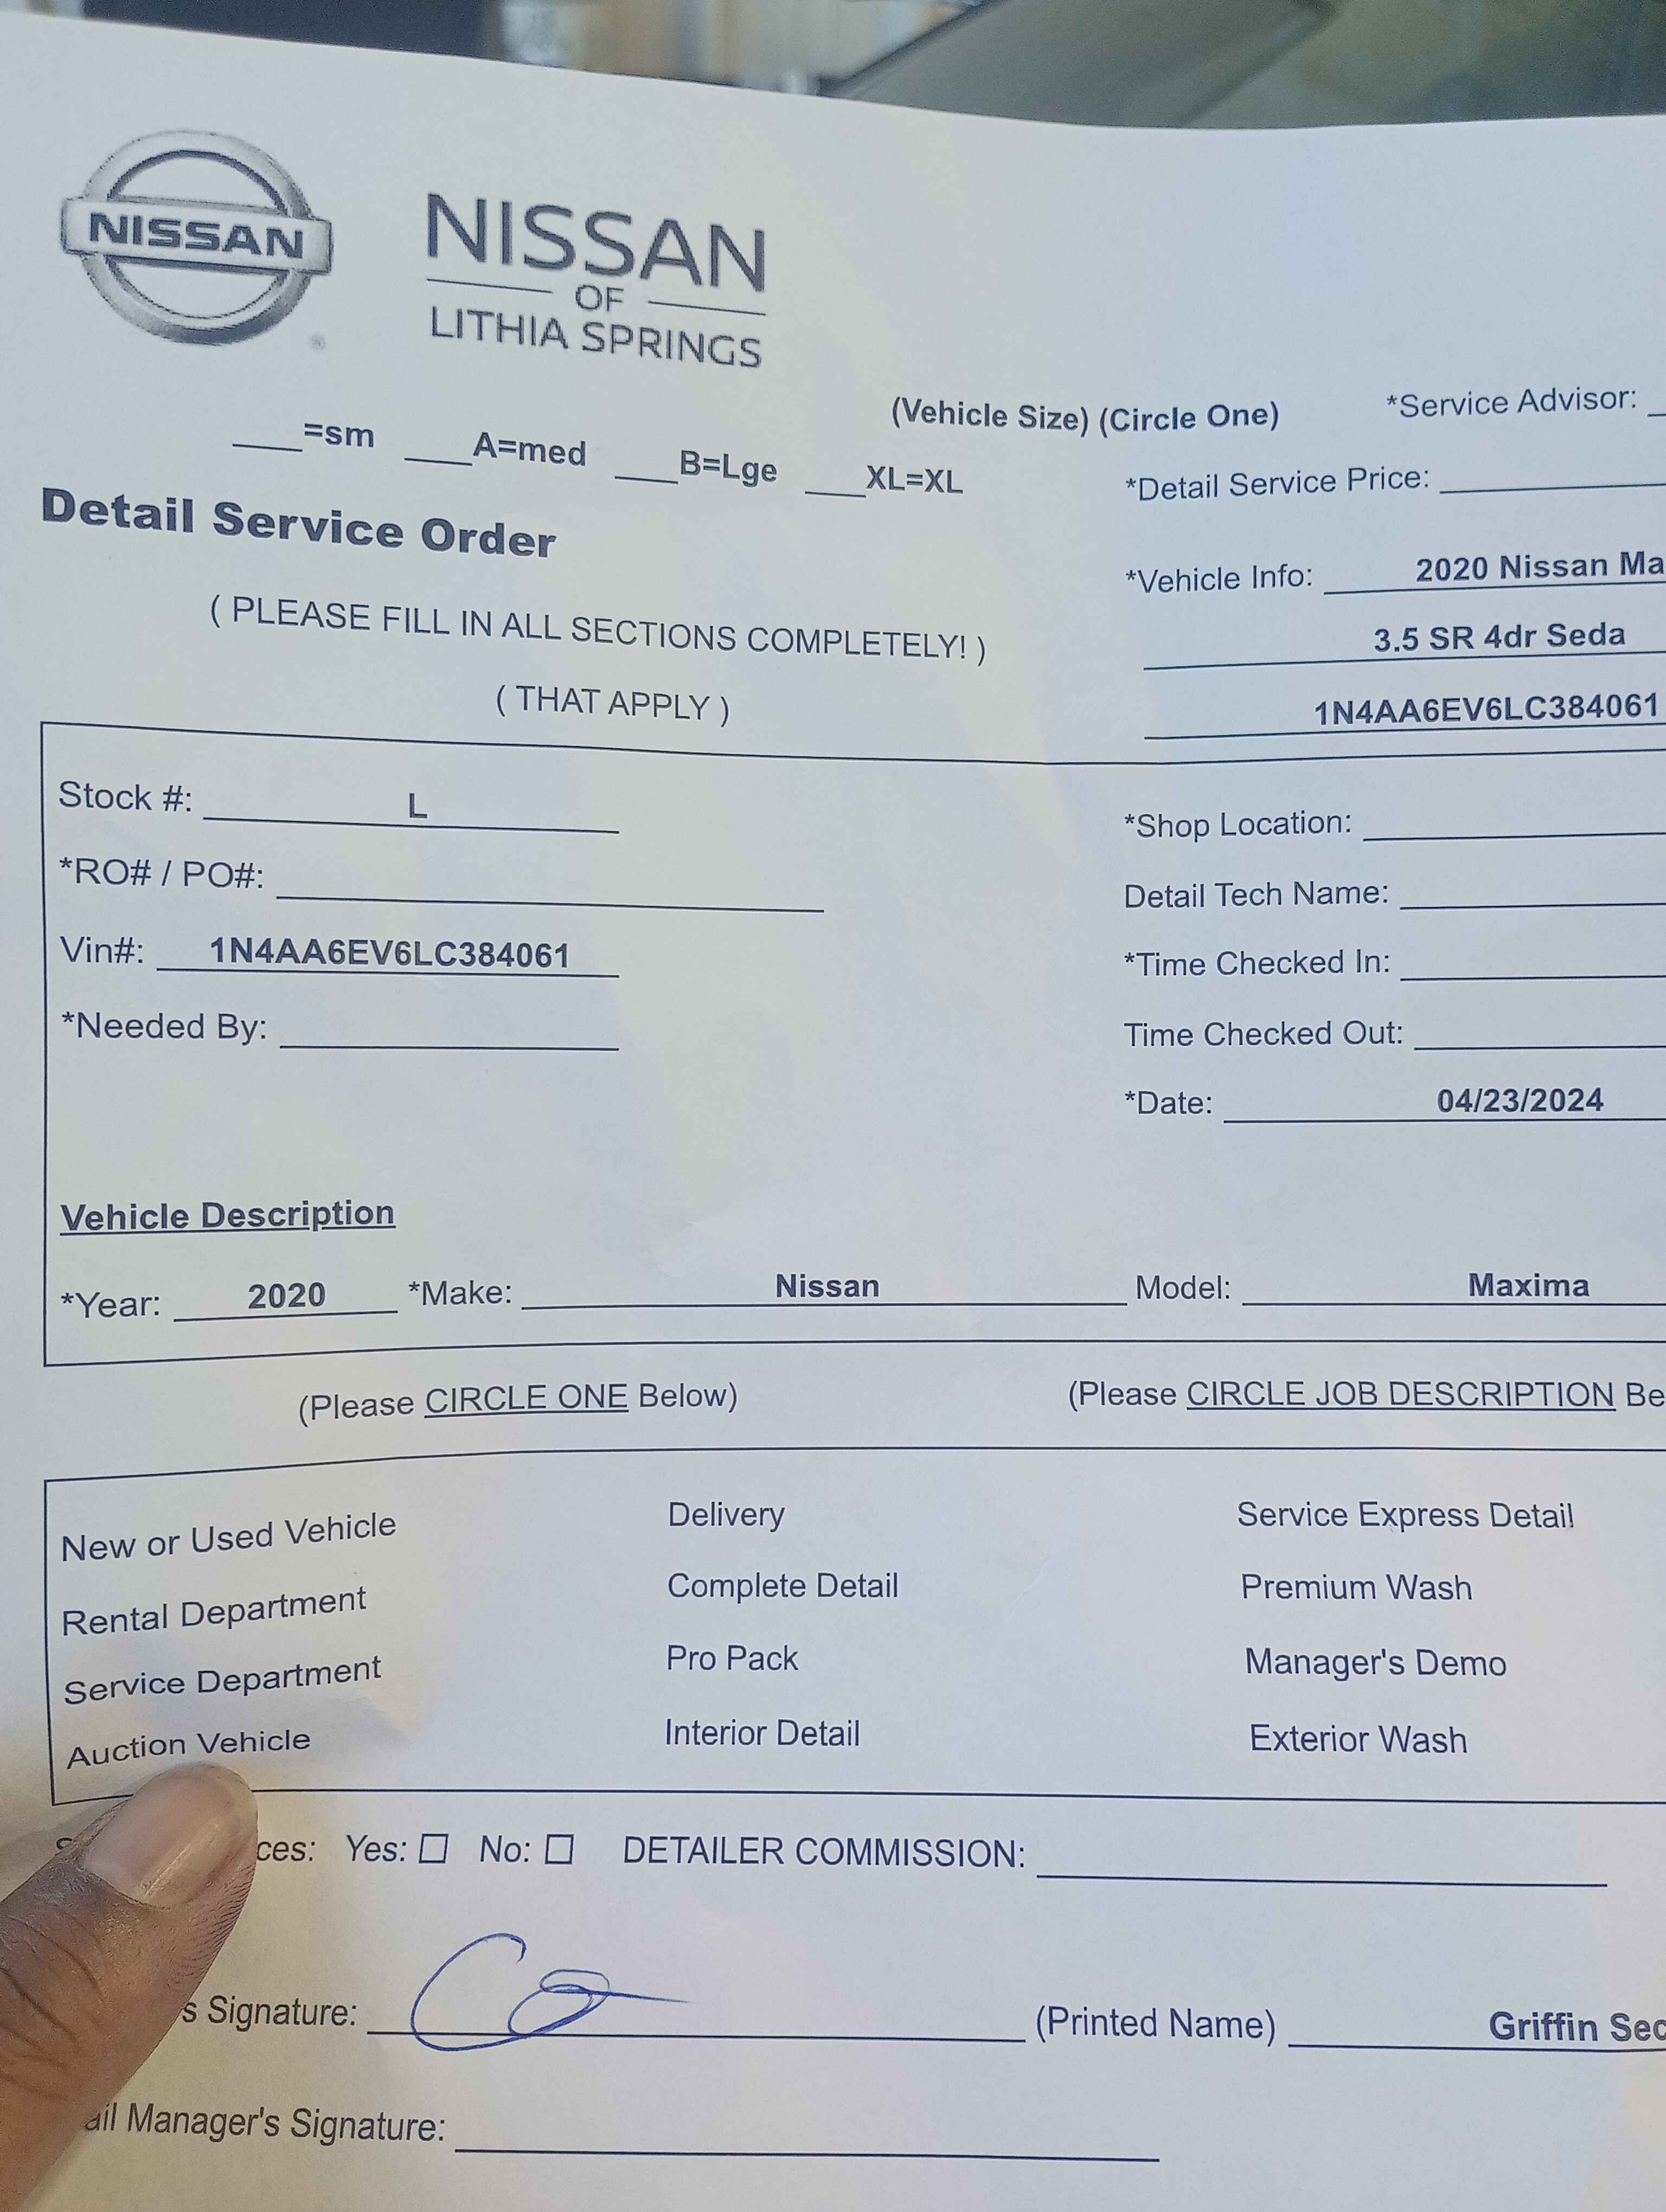 NISSAN
NISSAN
OF
LITHIA SPRINGS
(Vehicle Size) (Circle One) *Service Advisor:
___=sm ___A=med ___B=Lge ___XL=XL
*Detail Service Price:
Detail Service Order
*Vehicle Info: 2020 Nissan Ma
( PLEASE FILL IN ALL SECTIONS COMPLETELY! )
3.5 SR 4dr Seda
( THAT APPLY )
1N4AA6EV6LC384061
Stock #: L
*Shop Location:
*RO# / PO#:
Detail Tech Name:
Vin#: 1N4AA6EV6LC384061
*Time Checked In:
*Needed By:
Time Checked Out:
*Date: 04/23/2024
Vehicle Description
*Year: 2020 *Make: Nissan Model: Maxima
(Please CIRCLE ONE Below) (Please CIRCLE JOB DESCRIPTION Be
New or Used Vehicle Delivery Service Express Detail
Rental Department Complete Detail Premium Wash
Service Department Pro Pack Manager's Demo
Auction Vehicle Interior Detail Exterior Wash
ces: Yes: ☐ No: ☐ DETAILER COMMISSION:
s Signature: (Printed Name) Griffin Sec
ail Manager's Signature: